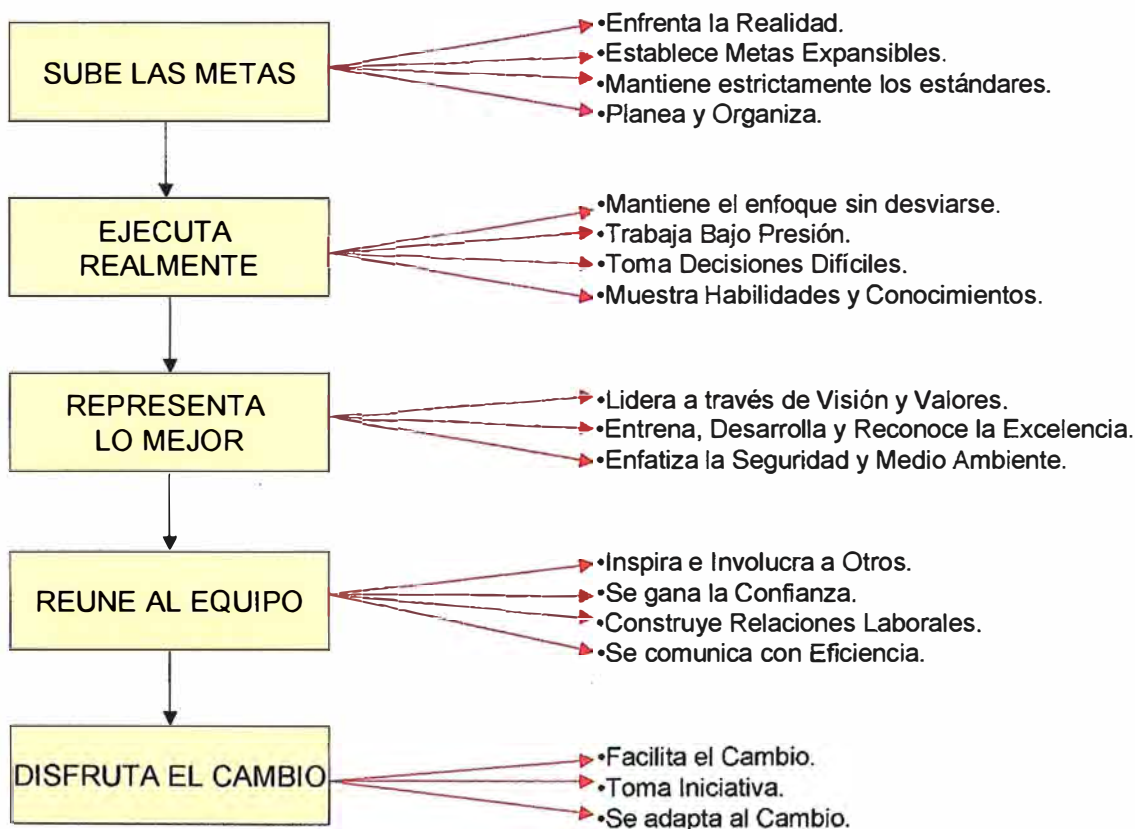 SUBE LAS METAS
•Enfrenta la Realidad.
•Establece Metas Expansibles.
•Mantiene estrictamente los estándares.
•Planea y Organiza.
EJECUTA
REALMENTE
•Mantiene el enfoque sin desviarse.
•Trabaja Bajo Presión.
•Toma Decisiones Difíciles.
•Muestra Habilidades y Conocimientos.
REPRESENTA
LO MEJOR
•Lidera a través de Visión y Valores.
•Entrena, Desarrolla y Reconoce la Excelencia.
•Enfatiza la Seguridad y Medio Ambiente.
REUNE AL EQUIPO
•Inspira e Involucra a Otros.
•Se gana la Confianza.
•Construye Relaciones Laborales.
•Se comunica con Eficiencia.
DISFRUTA EL CAMBIO
•Facilita el Cambio.
•Toma Iniciativa.
•Se adapta al Cambio.